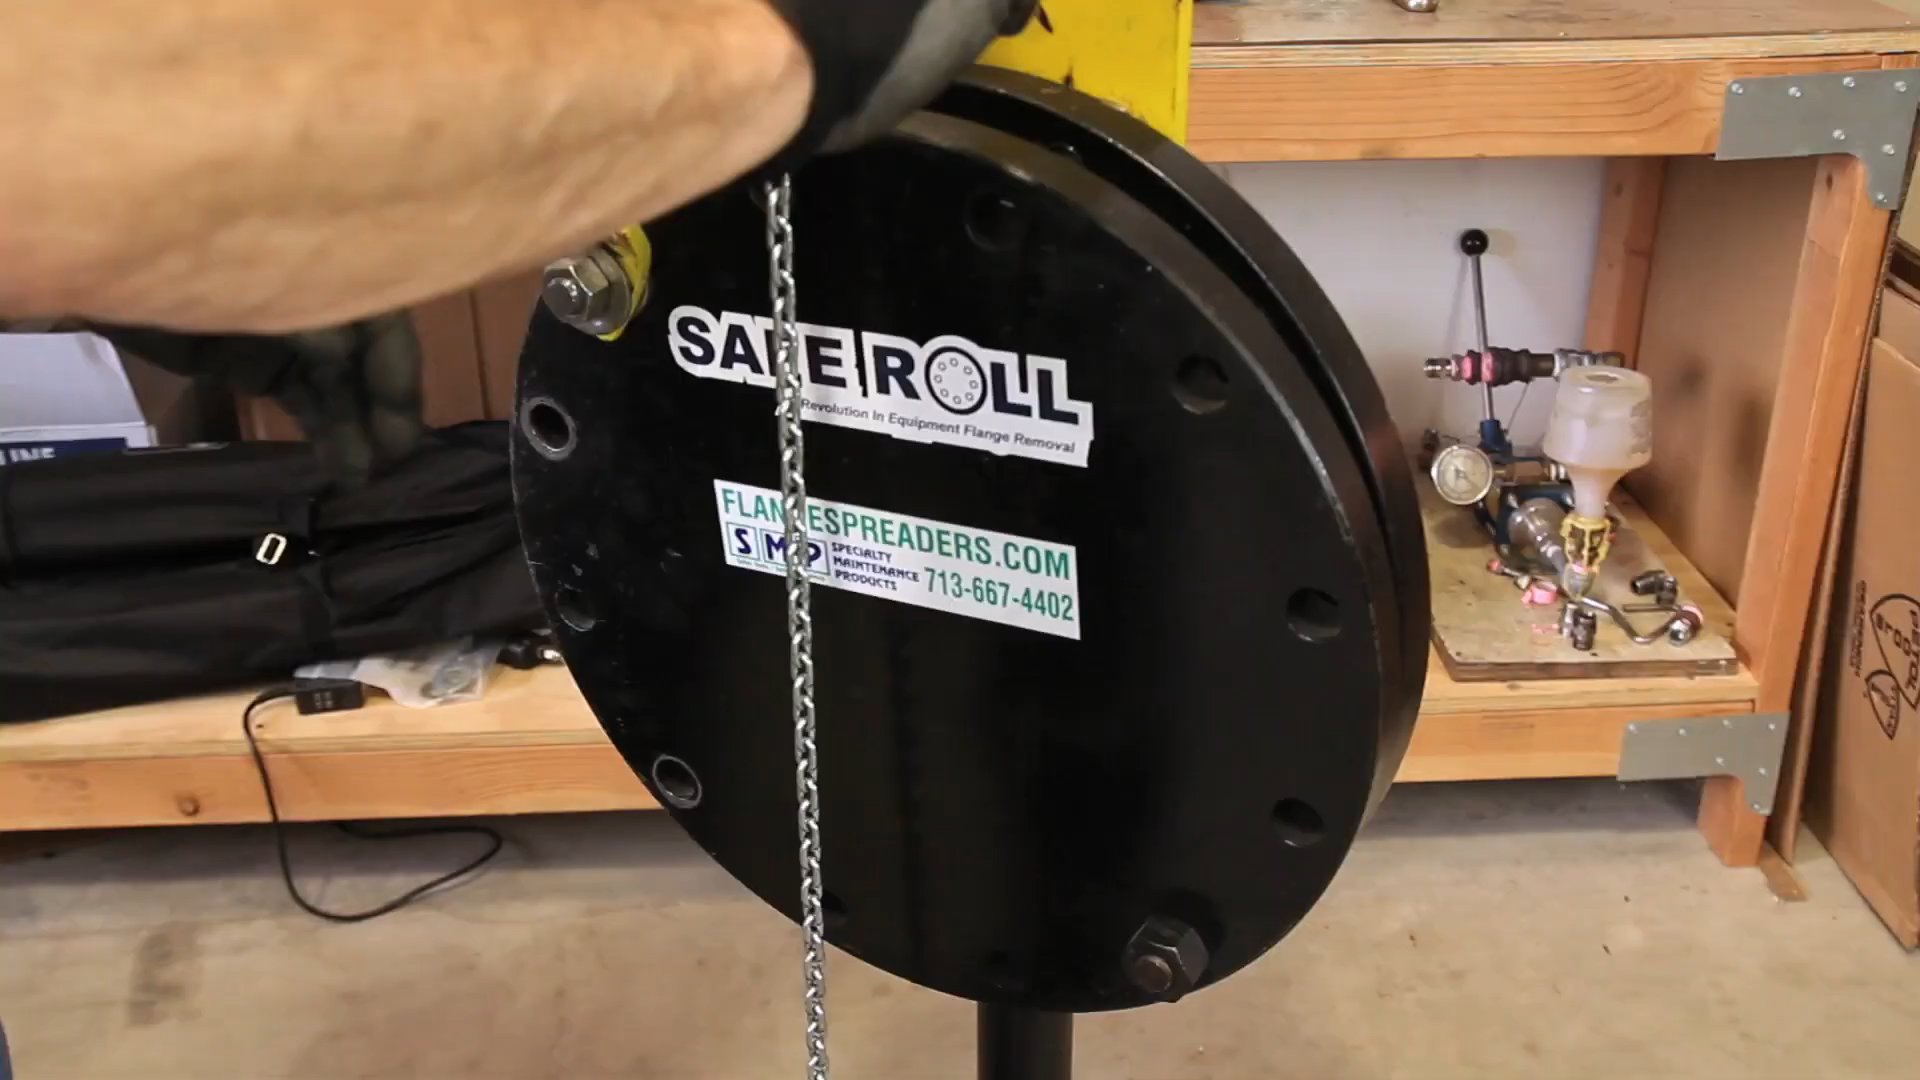 SAFE ROLL
Revolution In Equipment Flange Removal
FLANGESPREADERS.COM
SMP
SPECIALTY
MAINTENANCE
PRODUCTS
713-667-4402